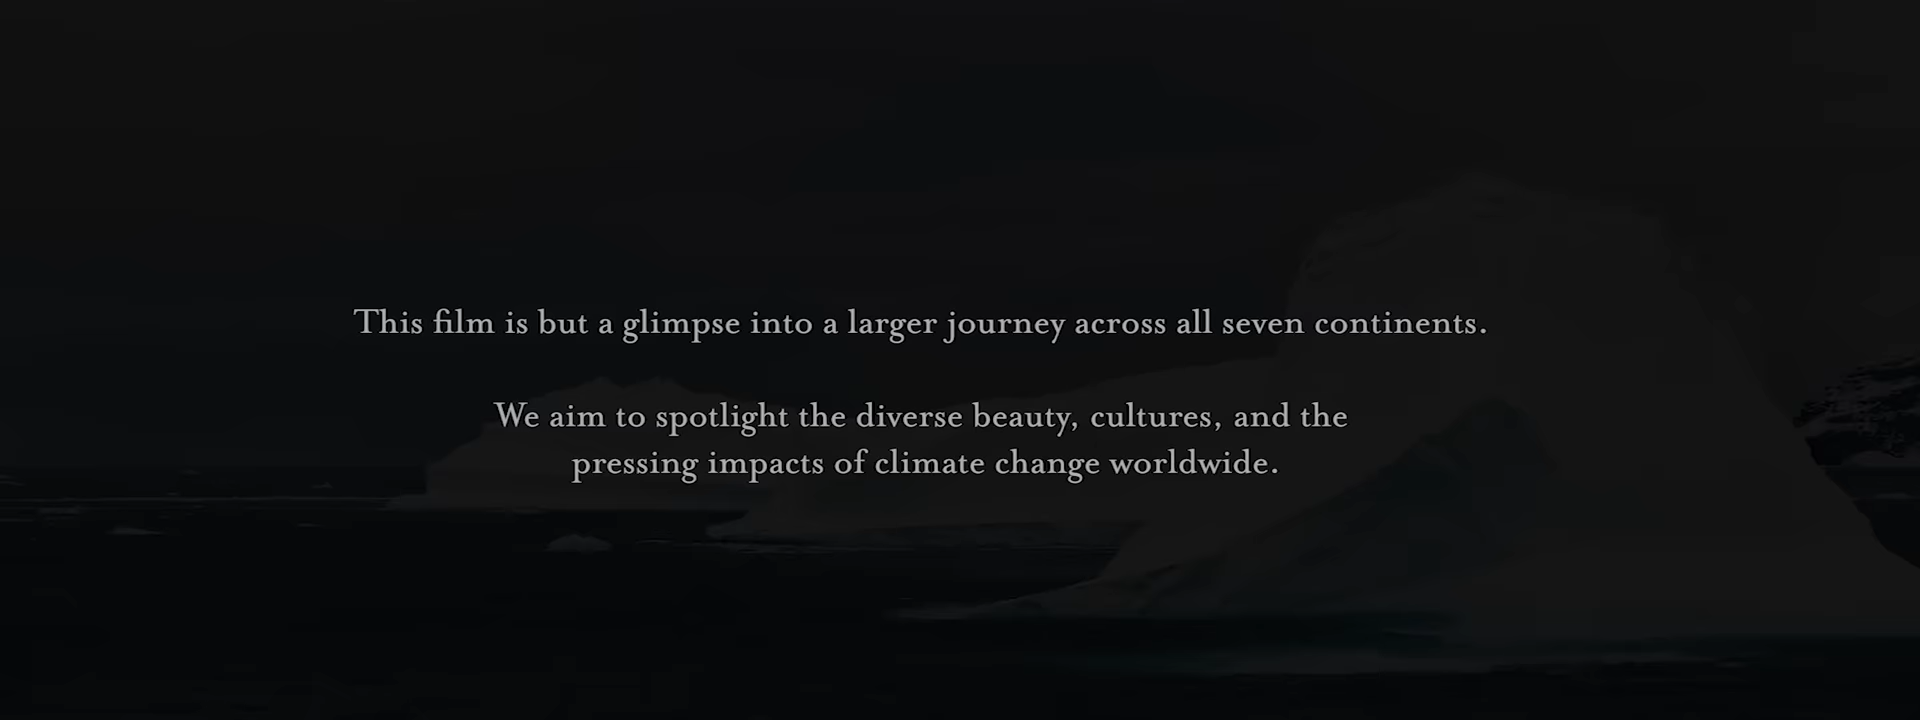 This film is but a glimpse into a larger journey across all seven continents.
We aim to spotlight the diverse beauty, cultures, and the
pressing impacts of climate change worldwide.